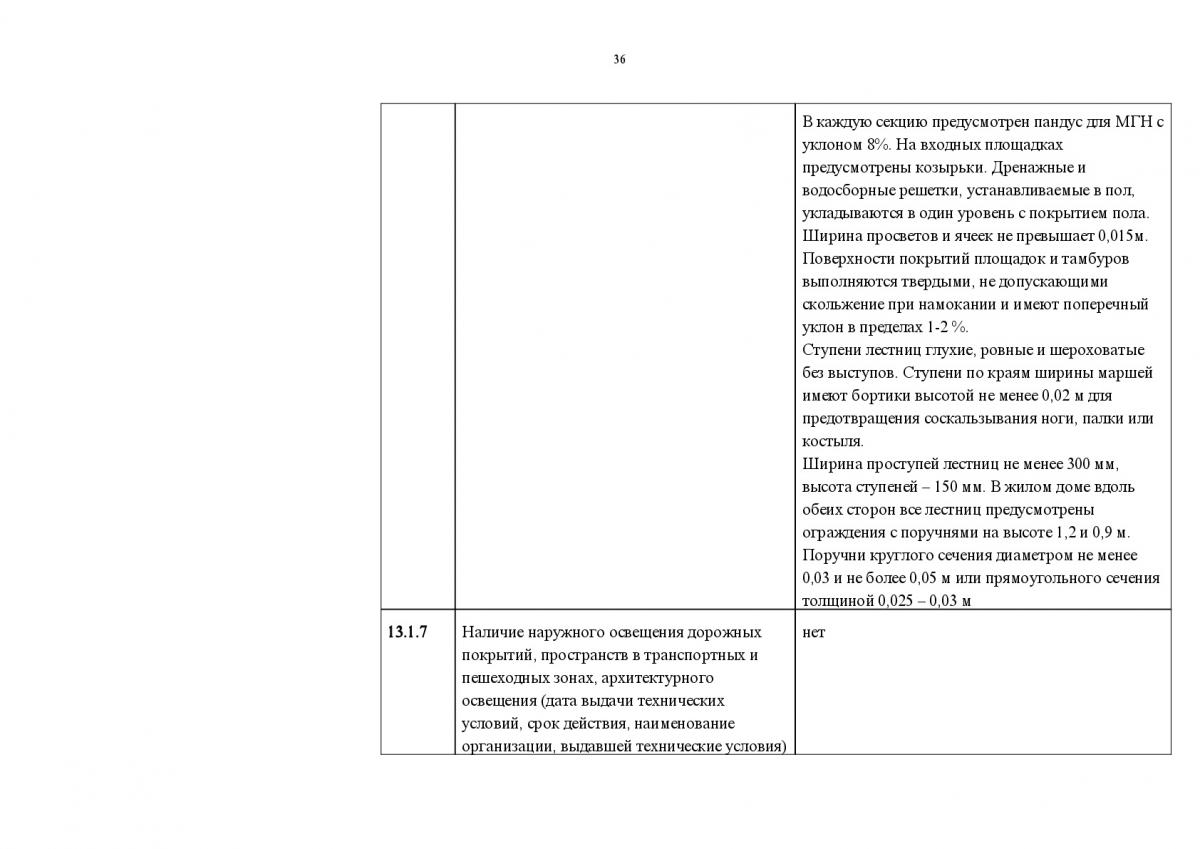 36
В каждую секцию предусмотрен пандус для МГН с
уклоном 8%. На входных площадках
предусмотрены козырьки. Дренажные и
водосборные решетки, устанавливаемые в пол,
укладываются в один уровень с покрытием пола.
Ширина просветов и ячеек не превышает 0,015м.
Поверхности покрытий площадок и тамбуров
выполняются твердыми, не допускающими
скольжение при намокании и имеют поперечный
уклон в пределах 1-2 %.
Ступени лестниц глухие, ровные и шероховатые
без выступов. Ступени по краям ширины маршей
имеют бортики высотой не менее 0,02 м для
предотвращения соскальзывания ноги, палки или
костыля.
Ширина проступей лестниц не менее 300 мм,
высота ступеней – 150 мм. В жилом доме вдоль
обеих сторон все лестниц предусмотрены
ограждения с поручнями на высоте 1,2 и 0,9 м.
Поручни круглого сечения диаметром не менее
0,03 и не более 0,05 м или прямоугольного сечения
толщиной 0,025 – 0,03 м
13.1.7
Наличие наружного освещения дорожных
покрытий, пространств в транспортных и
пешеходных зонах, архитектурного
освещения (дата выдачи технических
условий, срок действия, наименование
организации, выдавшей технические условия)
нет